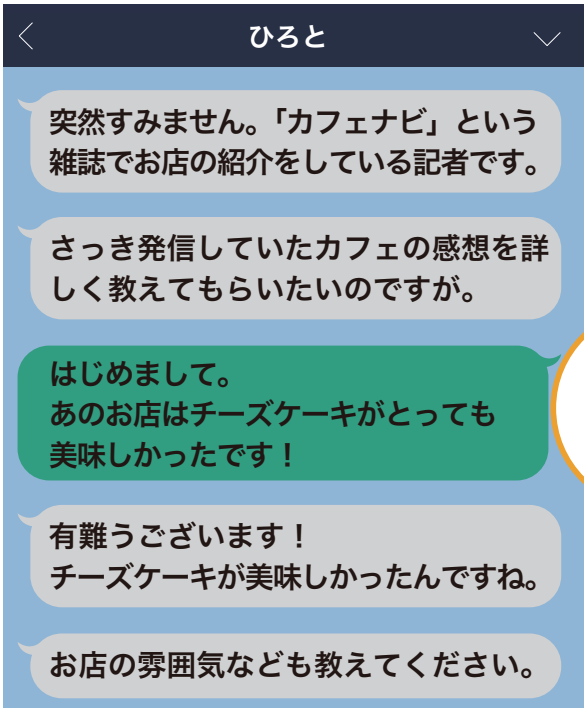 ひろと
突然すみません。「カフェナビ」という
雑誌でお店の紹介をしている記者です。
さっき発信していたカフェの感想を詳
しく教えてもらいたいのですが。
はじめまして。
あのお店はチーズケーキがとっても
美味しかったです！
有難うございます！
チーズケーキが美味しかったんですね。
お店の雰囲気なども教えてください。